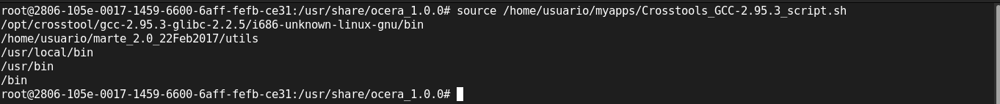 root@2806-105e-0017-1459-6600-6aff-fefb-ce31:/usr/share/ocera_1.0.0# source /home/usuario/myapps/Crosstools_GCC-2.95.3_script.sh
/opt/crosstool/gcc-2.95.3-glibc-2.2.5/i686-unknown-linux-gnu/bin
/home/usuario/marte_2.0_22Feb2017/utils
/usr/local/bin
/usr/bin
/bin
root@2806-105e-0017-1459-6600-6aff-fefb-ce31:/usr/share/ocera_1.0.0#